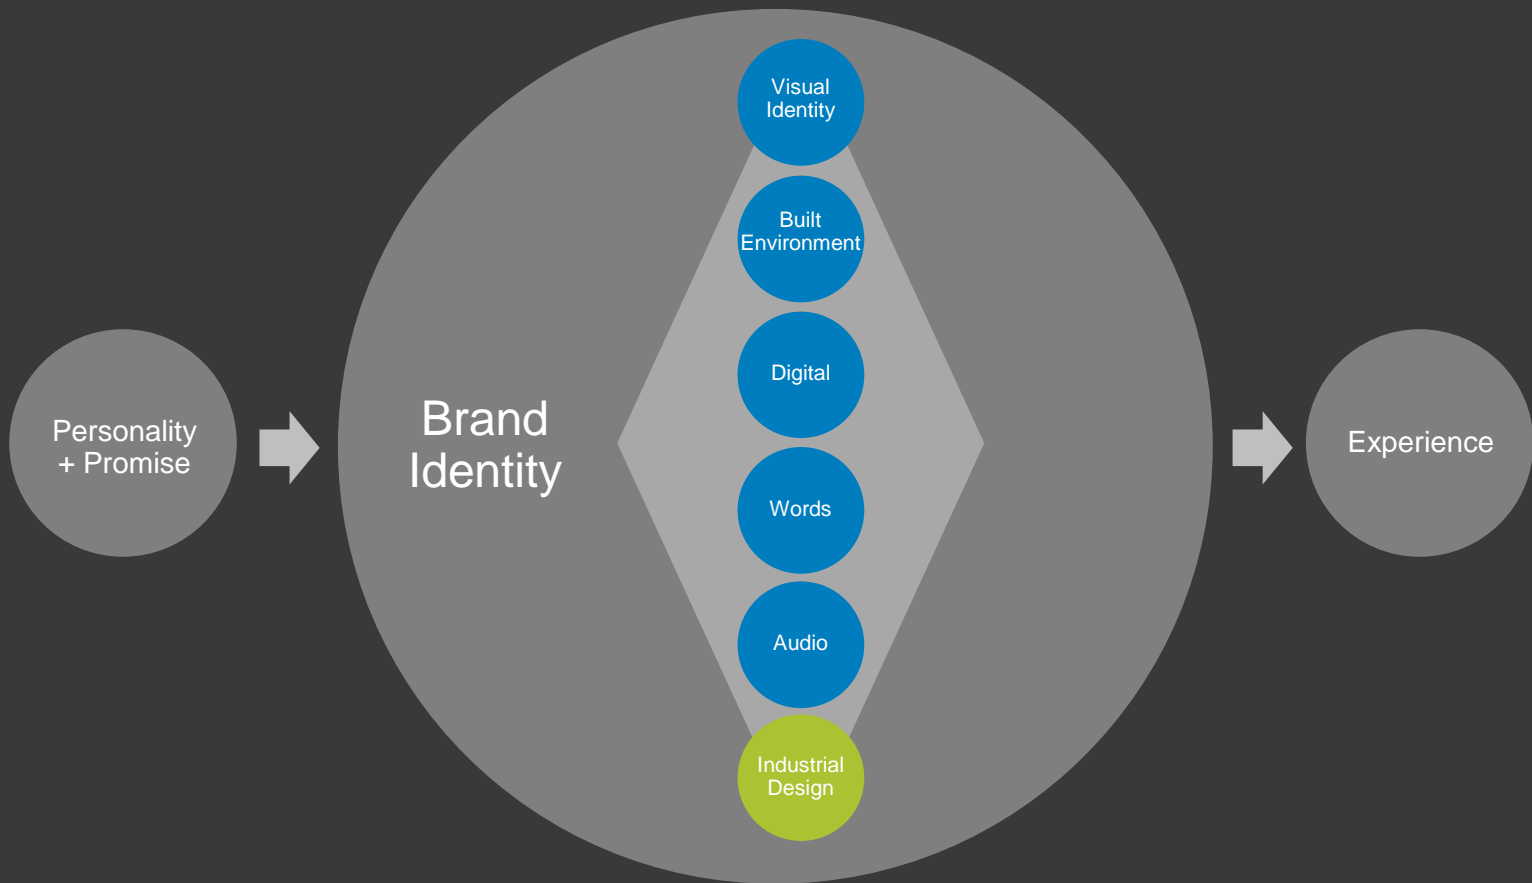 Personality
+ Promise
Brand
Identity
Visual
Identity
Built
Environment
Digital
Words
Audio
Industrial
Design
Experience